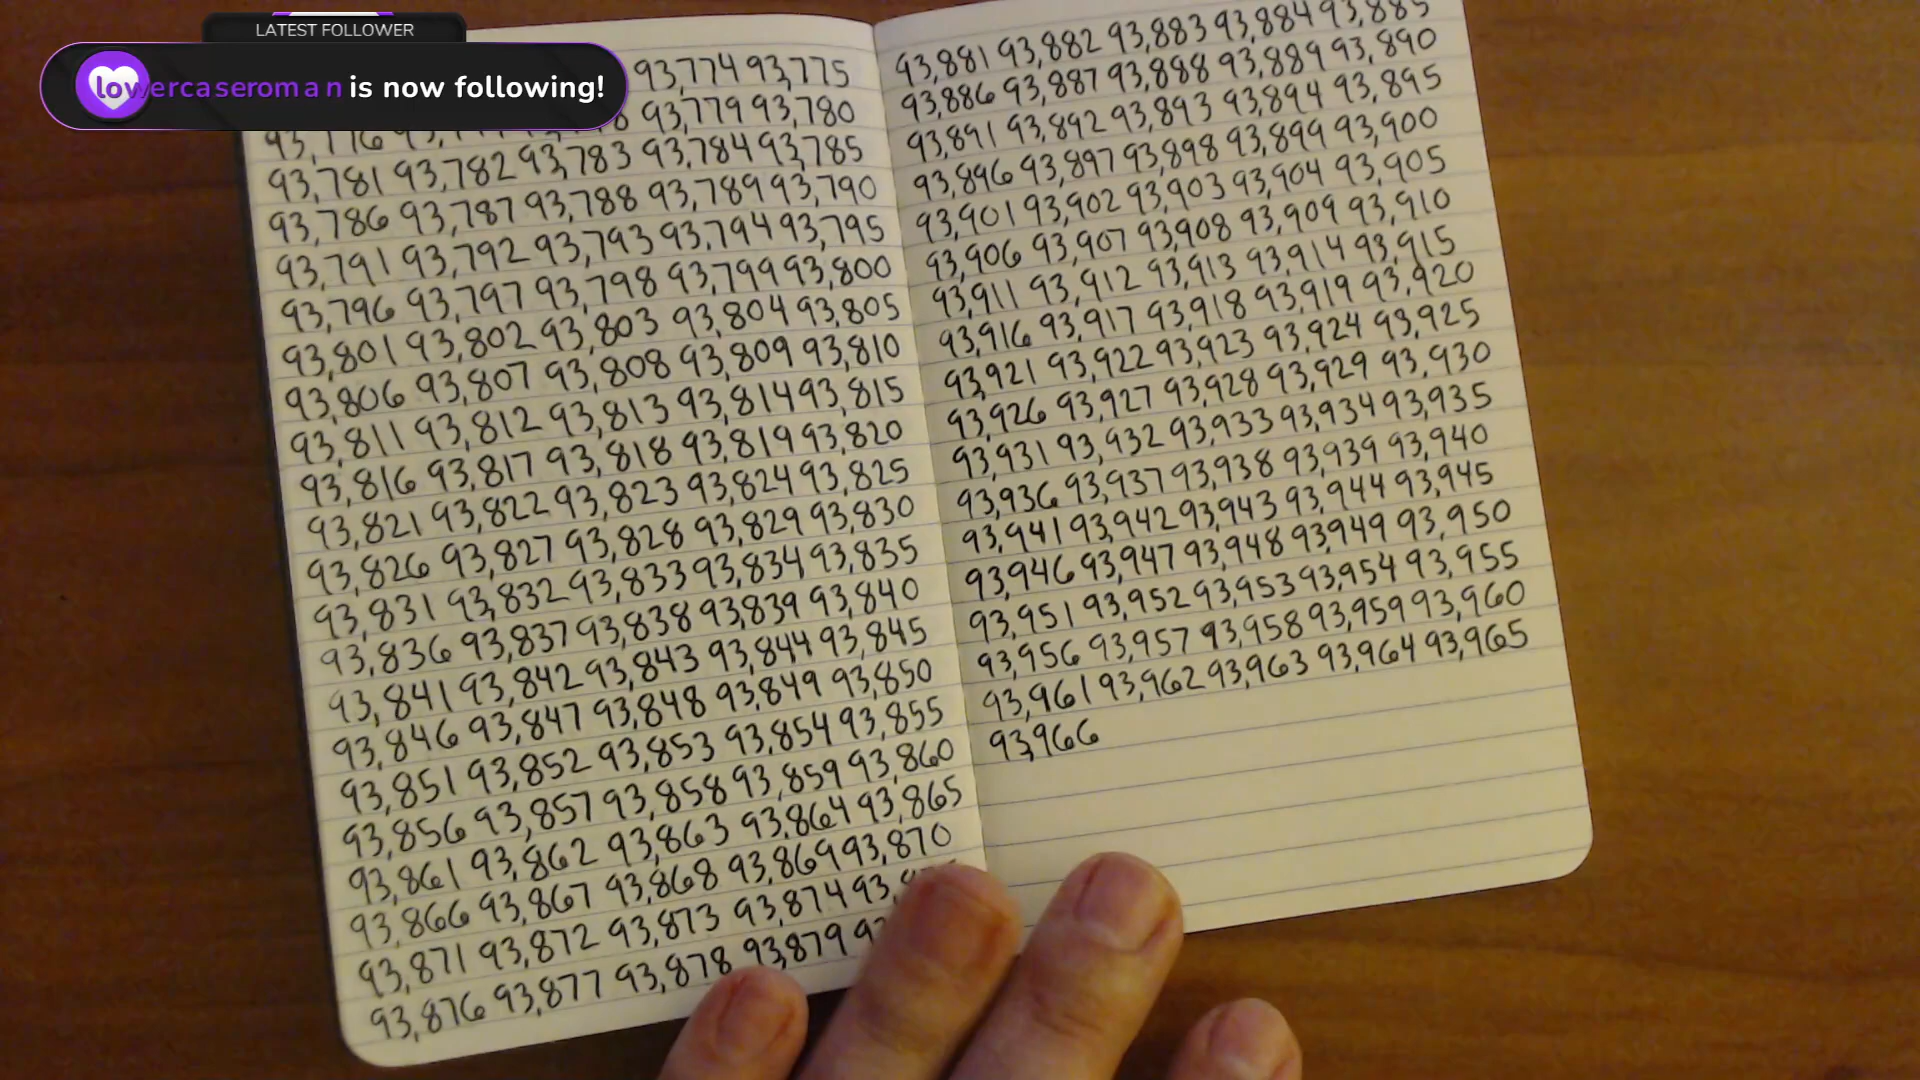 LATEST FOLLOWER
lowercaseroman is now following!
93,774 93,775
93,776 93,779 93,780
93,781 93,782 93,783 93,784 93,785
93,786 93,787 93,788 93,789 93,790
93,791 93,792 93,793 93,794 93,795
93,796 93,797 93,798 93,799 93,800
93,801 93,802 93,803 93,804 93,805
93,806 93,807 93,808 93,809 93,810
93,811 93,812 93,813 93,814 93,815
93,816 93,817 93,818 93,819 93,820
93,821 93,822 93,823 93,824 93,825
93,826 93,827 93,828 93,829 93,830
93,831 93,832 93,833 93,834 93,835
93,836 93,837 93,838 93,839 93,840
93,841 93,842 93,843 93,844 93,845
93,846 93,847 93,848 93,849 93,850
93,851 93,852 93,853 93,854 93,855
93,856 93,857 93,858 93,859 93,860
93,861 93,862 93,863 93,864 93,865
93,866 93,867 93,868 93,869 93,870
93,871 93,872 93,873 93,874
93,876 93,877 93,878 93,879
93,881 93,882 93,883 93,884 93,885
93,886 93,887 93,888 93,889 93,890
93,891 93,892 93,893 93,894 93,895
93,896 93,897 93,898 93,899 93,900
93,901 93,902 93,903 93,904 93,905
93,906 93,907 93,908 93,909 93,910
93,911 93,912 93,913 93,914 93,915
93,916 93,917 93,918 93,919 93,920
93,921 93,922 93,923 93,924 93,925
93,926 93,927 93,928 93,929 93,930
93,931 93,932 93,933 93,934 93,935
93,936 93,937 93,938 93,939 93,940
93,941 93,942 93,943 93,944 93,945
93,946 93,947 93,948 93,949 93,950
93,951 93,952 93,953 93,954 93,955
93,956 93,957 93,958 93,959 93,960
93,961 93,962 93,963 93,964 93,965
93,966